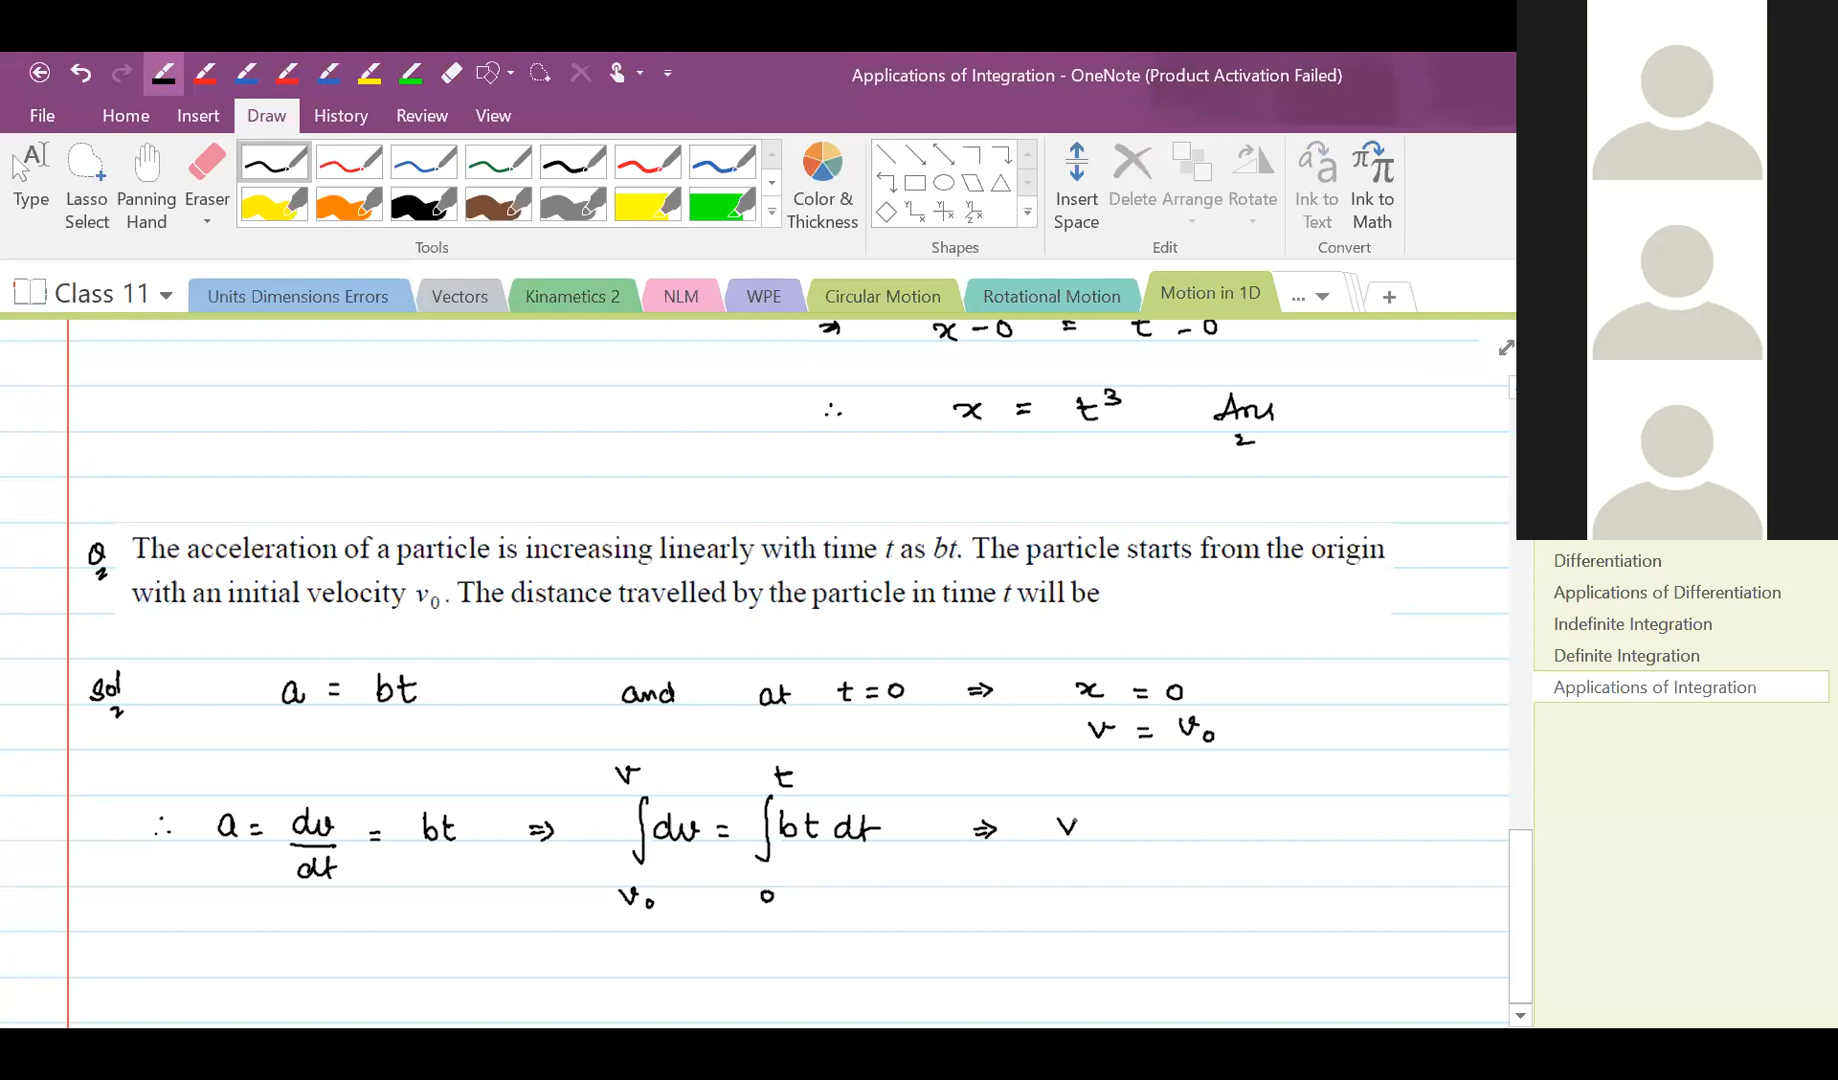 Applications of Integration - OneNote (Product Activation Failed)
File Home Insert Draw History Review View
Type Lasso Select Panning Hand Eraser Color & Thickness Insert Space Delete Arrange Rotate Ink to Text Ink to Math
Tools Shapes Edit Convert
Class 11 Units Dimensions Errors Vectors Kinametics 2 NLM WPE Circular Motion Rotational Motion Motion in 1D ... +
⇒ x - 0 = t - 0
∴ x = t³ Ans
Q The acceleration of a particle is increasing linearly with time t as bt. The particle starts from the origin
with an initial velocity v₀. The distance travelled by the particle in time t will be
Sol a = bt and at t = 0 ⇒ x = 0
v = v₀
∴ a = dv/dt = bt ⇒ ∫_{v₀}^{v} dv = ∫_{0}^{t} bt dt ⇒ v
Differentiation
Applications of Differentiation
Indefinite Integration
Definite Integration
Applications of Integration